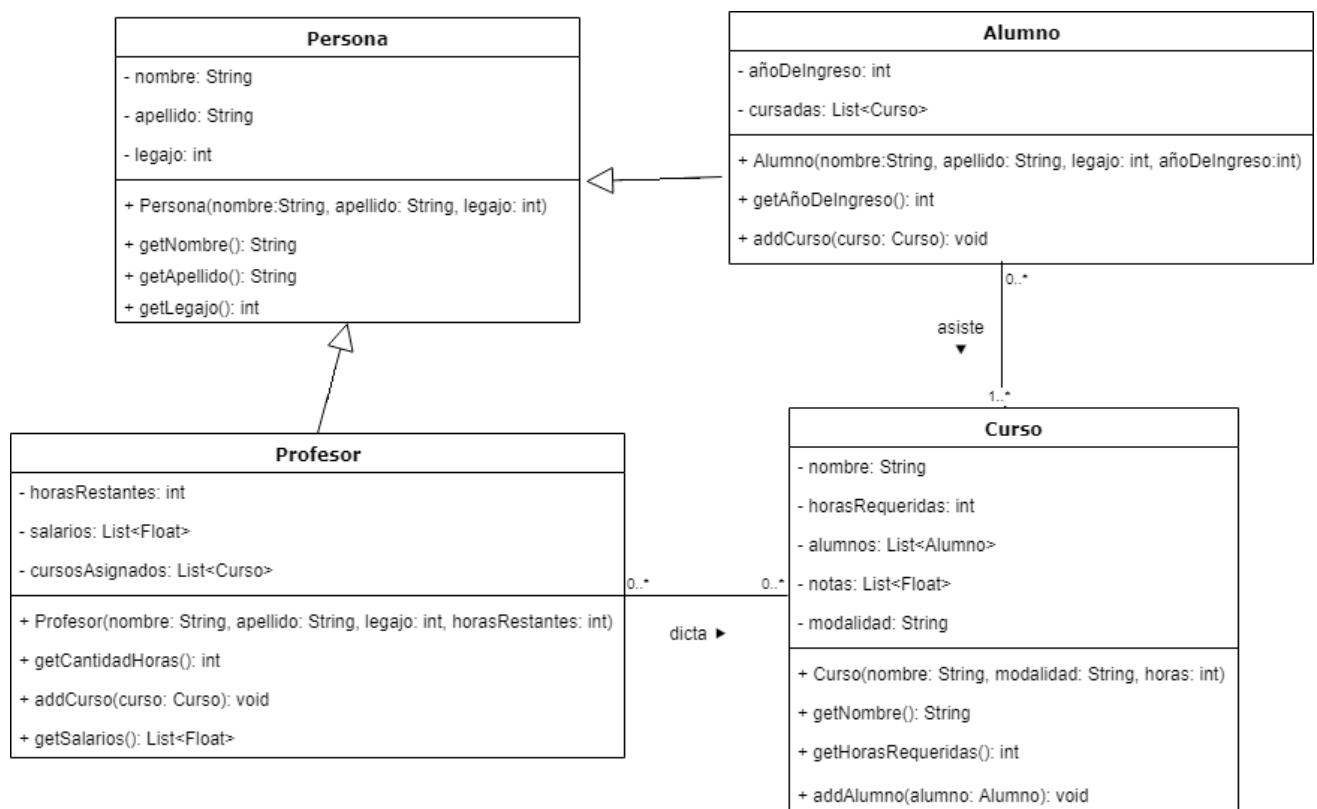 Persona
- nombre: String
- apellido: String
- legajo: int
+ Persona(nombre:String, apellido: String, legajo: int)
+ getNombre(): String
+ getApellido(): String
+ getLegajo(): int
Alumno
- añoDeIngreso: int
- cursadas: List<Curso>
+ Alumno(nombre:String, apellido: String, legajo: int, añoDeIngreso:int)
+ getAñoDeIngreso(): int
+ addCurso(curso: Curso): void
0..*
asiste
1..*
Profesor
- horasRestantes: int
- salarios: List<Float>
- cursosAsignados: List<Curso>
+ Profesor(nombre: String, apellido: String, legajo: int, horasRestantes: int)
+ getCantidadHoras(): int
+ addCurso(curso: Curso): void
+ getSalarios(): List<Float>
0..*
0..*
dicta
Curso
- nombre: String
- horasRequeridas: int
- alumnos: List<Alumno>
- notas: List<Float>
- modalidad: String
+ Curso(nombre: String, modalidad: String, horas: int)
+ getNombre(): String
+ getHorasRequeridas(): int
+ addAlumno(alumno: Alumno): void